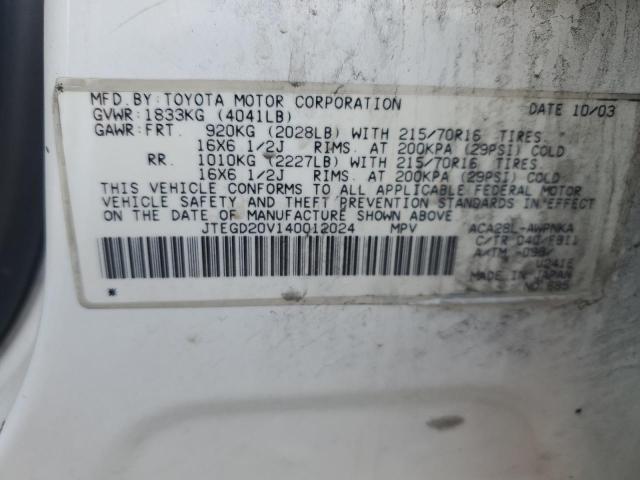 MFD.BY:TOYOTA MOTOR CORPORATION DATE 10/03
GVWR:1833KG (4041LB)
GAWR:FRT. 920KG (2028LB) WITH 215/70R16 TIRES
16X6 1/2J RIMS AT 200KPA (29PSI) COLD
RR. 1010KG (2227LB) WITH 215/70R16 TIRES
16X6 1/2J RIMS AT 200KPA (29PSI) COLD
THIS VEHICLE CONFORMS TO ALL APPLICABLE FEDERAL MOTOR
VEHICLE SAFETY AND THEFT PREVENTION STANDARDS IN EFFECT
ON THE DATE OF MANUFACTURE SHOWN ABOVE.
JTEGD20V140012024 MPV ACA28L-AWPNKA
C/TR:040/FB11
A/TM:
MADE IN JAPAN
NO.685